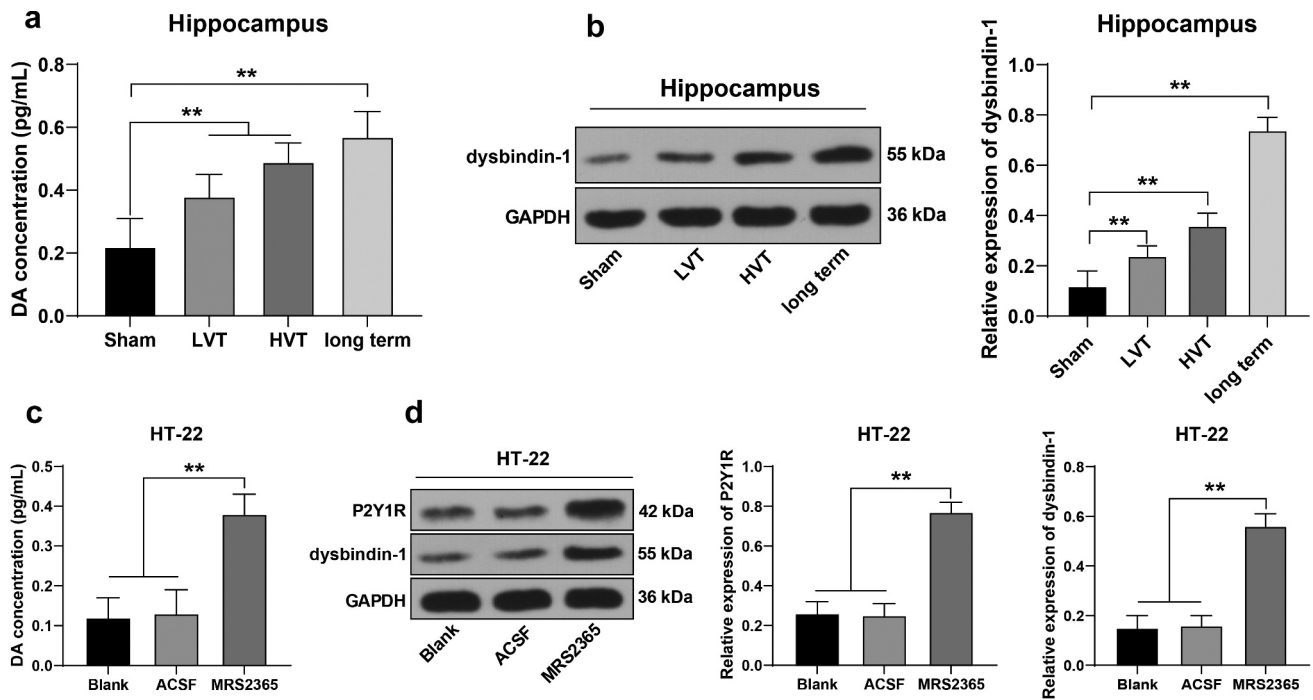 a
Hippocampus
DA concentration (pg/mL)
0.8
0.6
0.4
0.2
0.0
**
**
Sham LVT HVT long term
b
Hippocampus
dysbindin-1 55 kDa
GAPDH 36 kDa
Sham LVT HVT long term
Hippocampus
Relative expression of dysbindin-1
1.0
0.8
0.6
0.4
0.2
0.0
**
**
**
Sham LVT HVT long term
c
HT-22
DA concentration (pg/mL)
0.5
0.4
0.3
0.2
0.1
0.0
**
Blank ACSF MRS2365
d
HT-22
P2Y1R 42 kDa
dysbindin-1 55 kDa
GAPDH 36 kDa
Blank ACSF MRS2365
HT-22
Relative expression of P2Y1R
1.0
0.8
0.6
0.4
0.2
0.0
**
Blank ACSF MRS2365
HT-22
Relative expression of dysbindin-1
0.8
0.6
0.4
0.2
0.0
**
Blank ACSF MRS2365